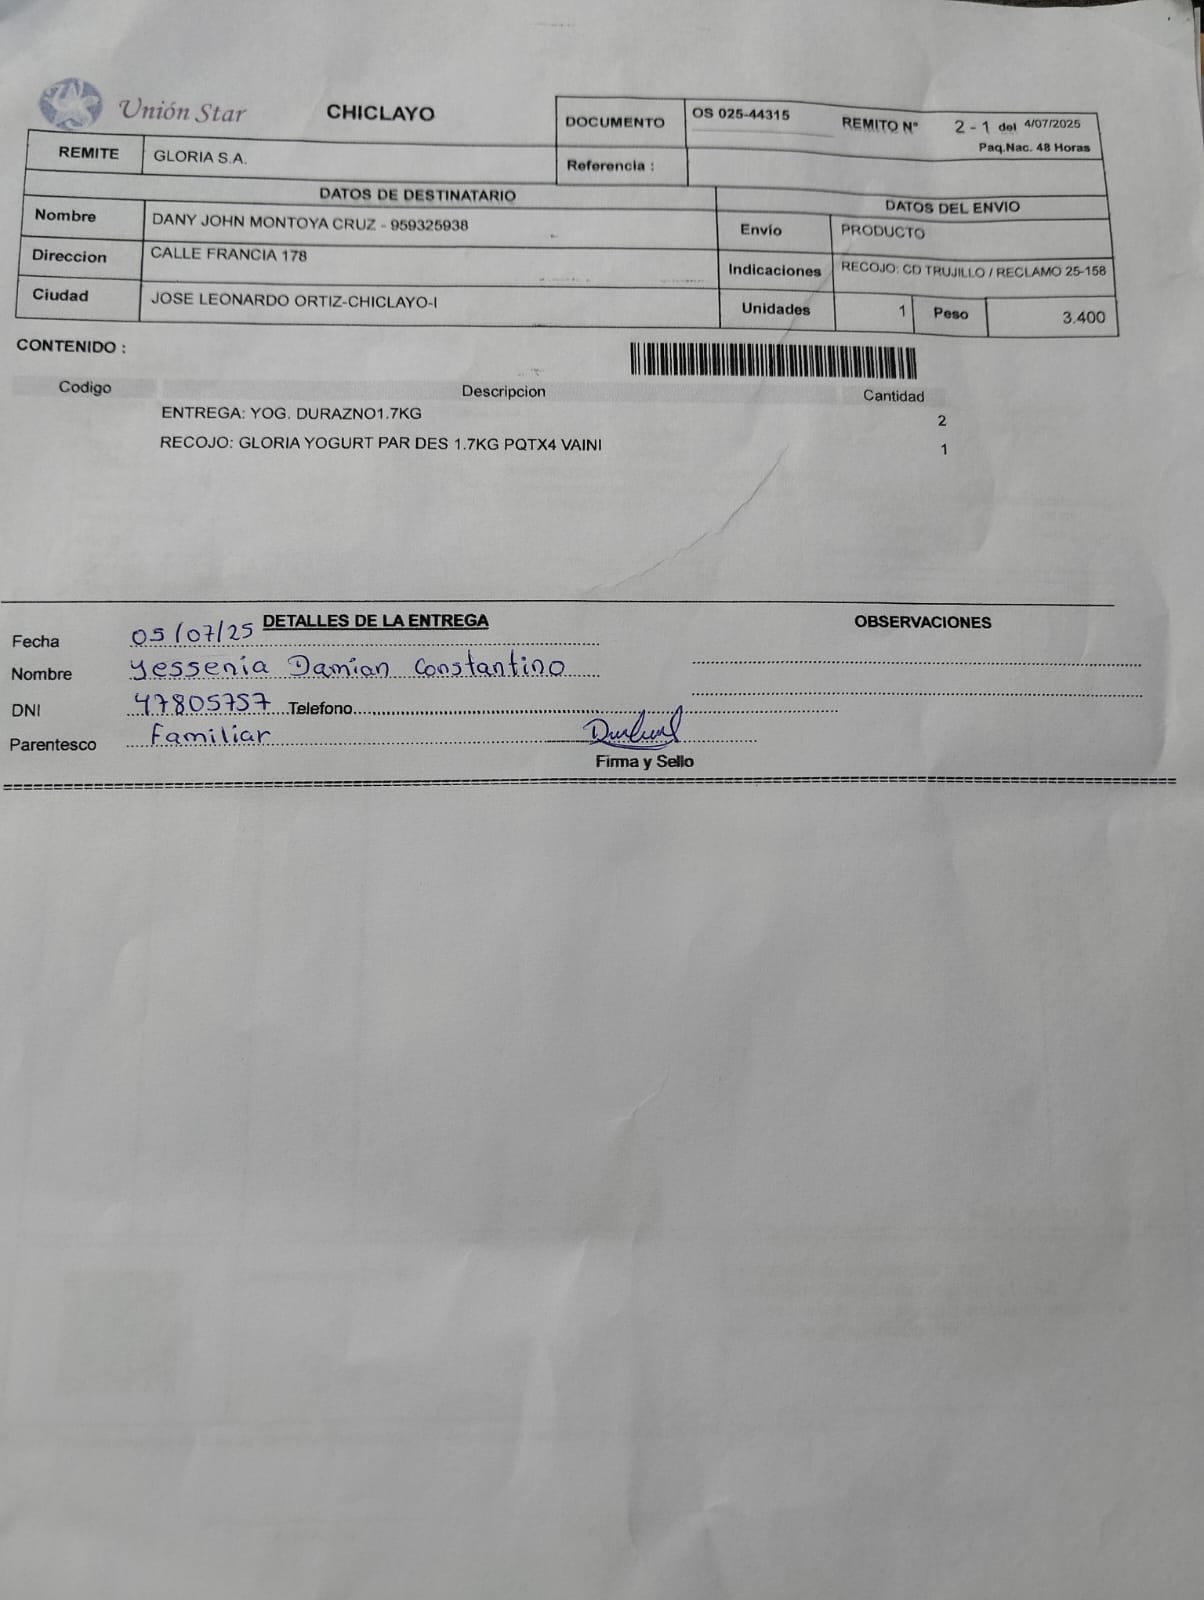 Unión Star
CHICLAYO
DOCUMENTO OS 025-44315 REMITO N° 2 - 1 del 4/07/2025
Paq.Nac. 48 Horas
REMITE GLORIA S.A.
Referencia :
DATOS DE DESTINATARIO
DATOS DEL ENVIO
Nombre DANY JOHN MONTOYA CRUZ - 959325938
Envío PRODUCTO
Direccion CALLE FRANCIA 178
Indicaciones RECOJO: CD TRUJILLO / RECLAMO 25-158
Ciudad JOSE LEONARDO ORTIZ-CHICLAYO-I
Unidades 1 Peso 3.400
CONTENIDO :
Codigo Descripcion Cantidad
ENTREGA: YOG. DURAZNO1.7KG 2
RECOJO: GLORIA YOGURT PAR DES 1.7KG PQTX4 VAINI 1
DETALLES DE LA ENTREGA
OBSERVACIONES
Fecha 05/07/25
Nombre Yessenia Damian Constantino
DNI 47805757 Telefono
Parentesco Familiar
Firma y Sello